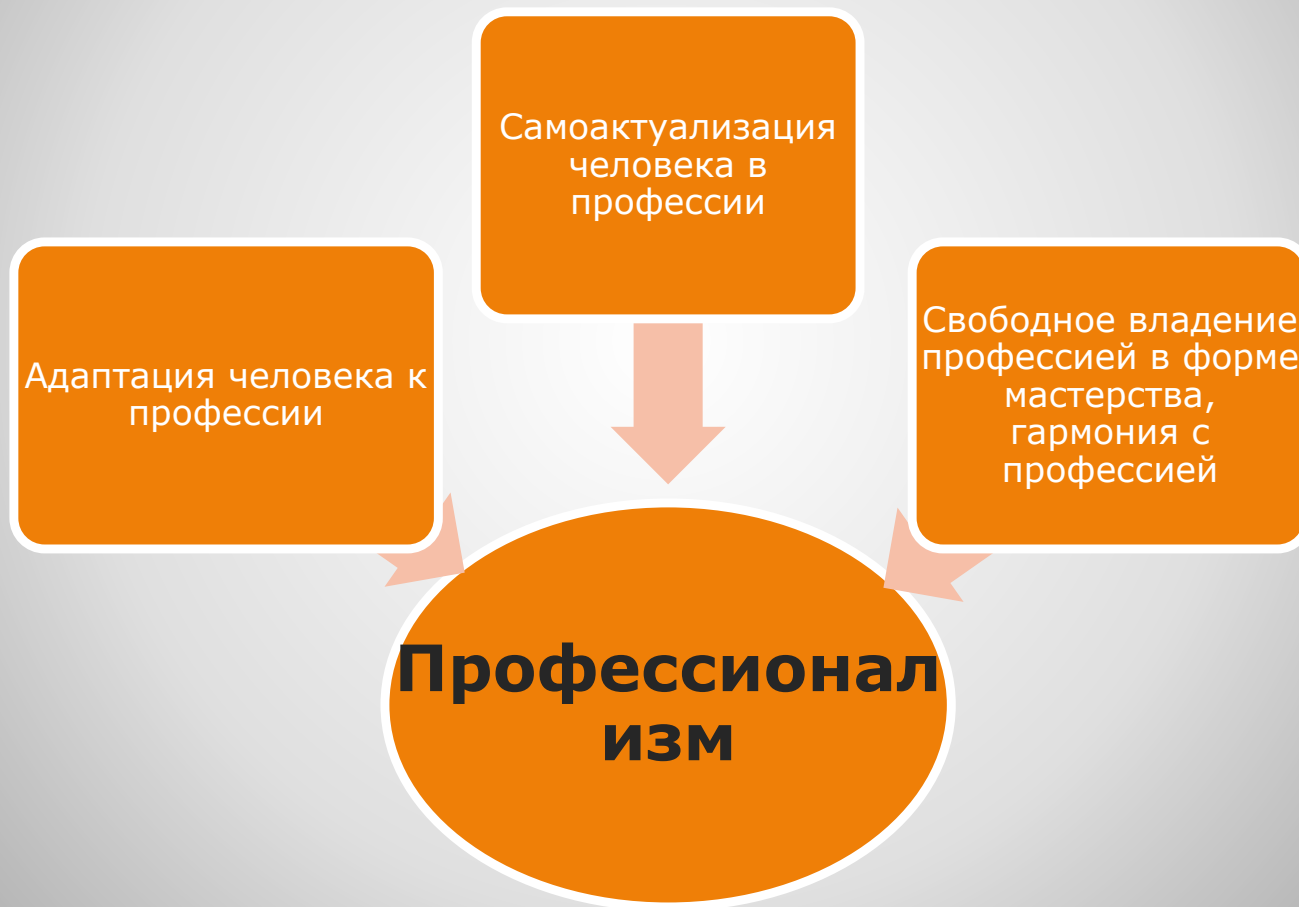 Самоактуализация
человека в
профессии
Адаптация человека к
профессии
Свободное владение
профессией в форме
мастерства,
гармония с
профессией
Профессионал
изм